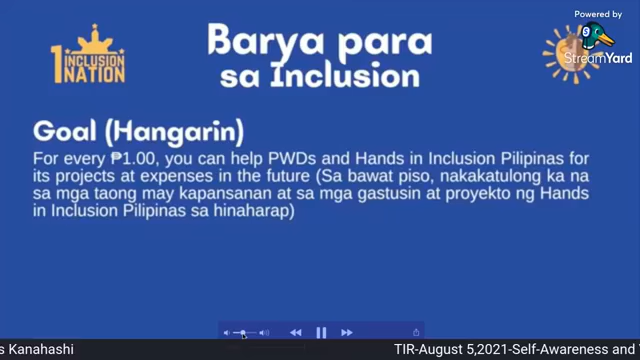 Powered by
StreamYard
1 INCLUSION
NATION
Barya para
sa Inclusion
Goal (Hangarin)
For every ₱1.00, you can help PWDs and Hands in Inclusion Pilipinas for
its projects at expenses in the future (Sa bawat piso, nakakatulong ka na
sa mga taong may kapansanan at sa mga gastusin at proyekto ng Hands
in Inclusion Pilipinas sa hinaharap)
s Kanahashi
TIR-August 5,2021-Self-Awareness and